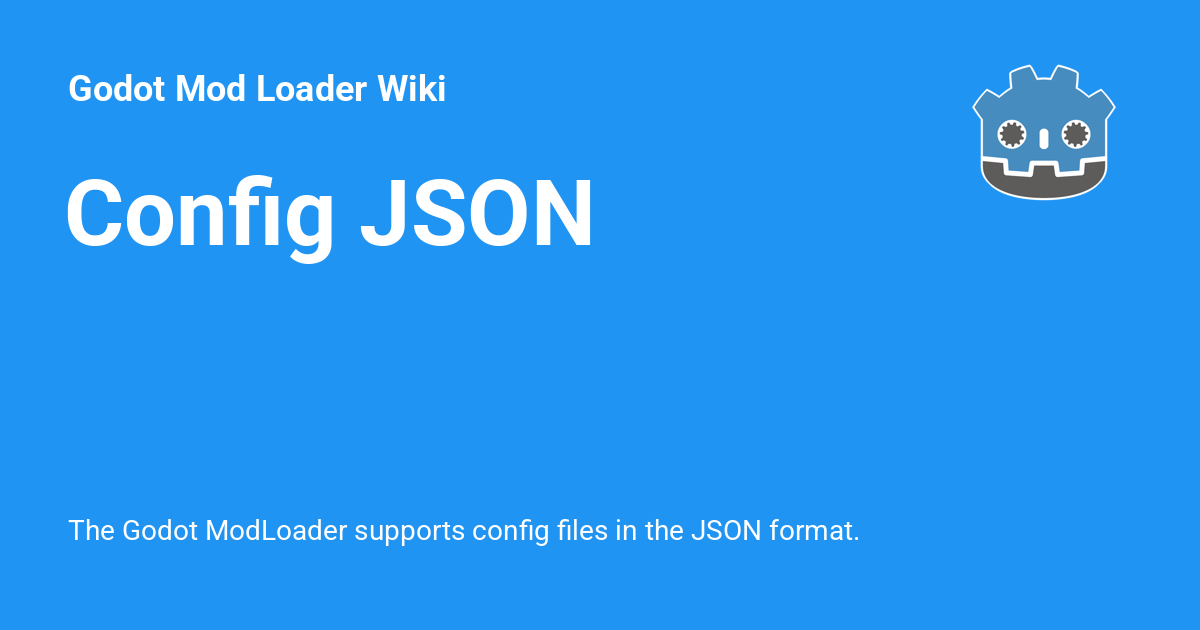 Godot Mod Loader Wiki
Config JSON
The Godot ModLoader supports config files in the JSON format.